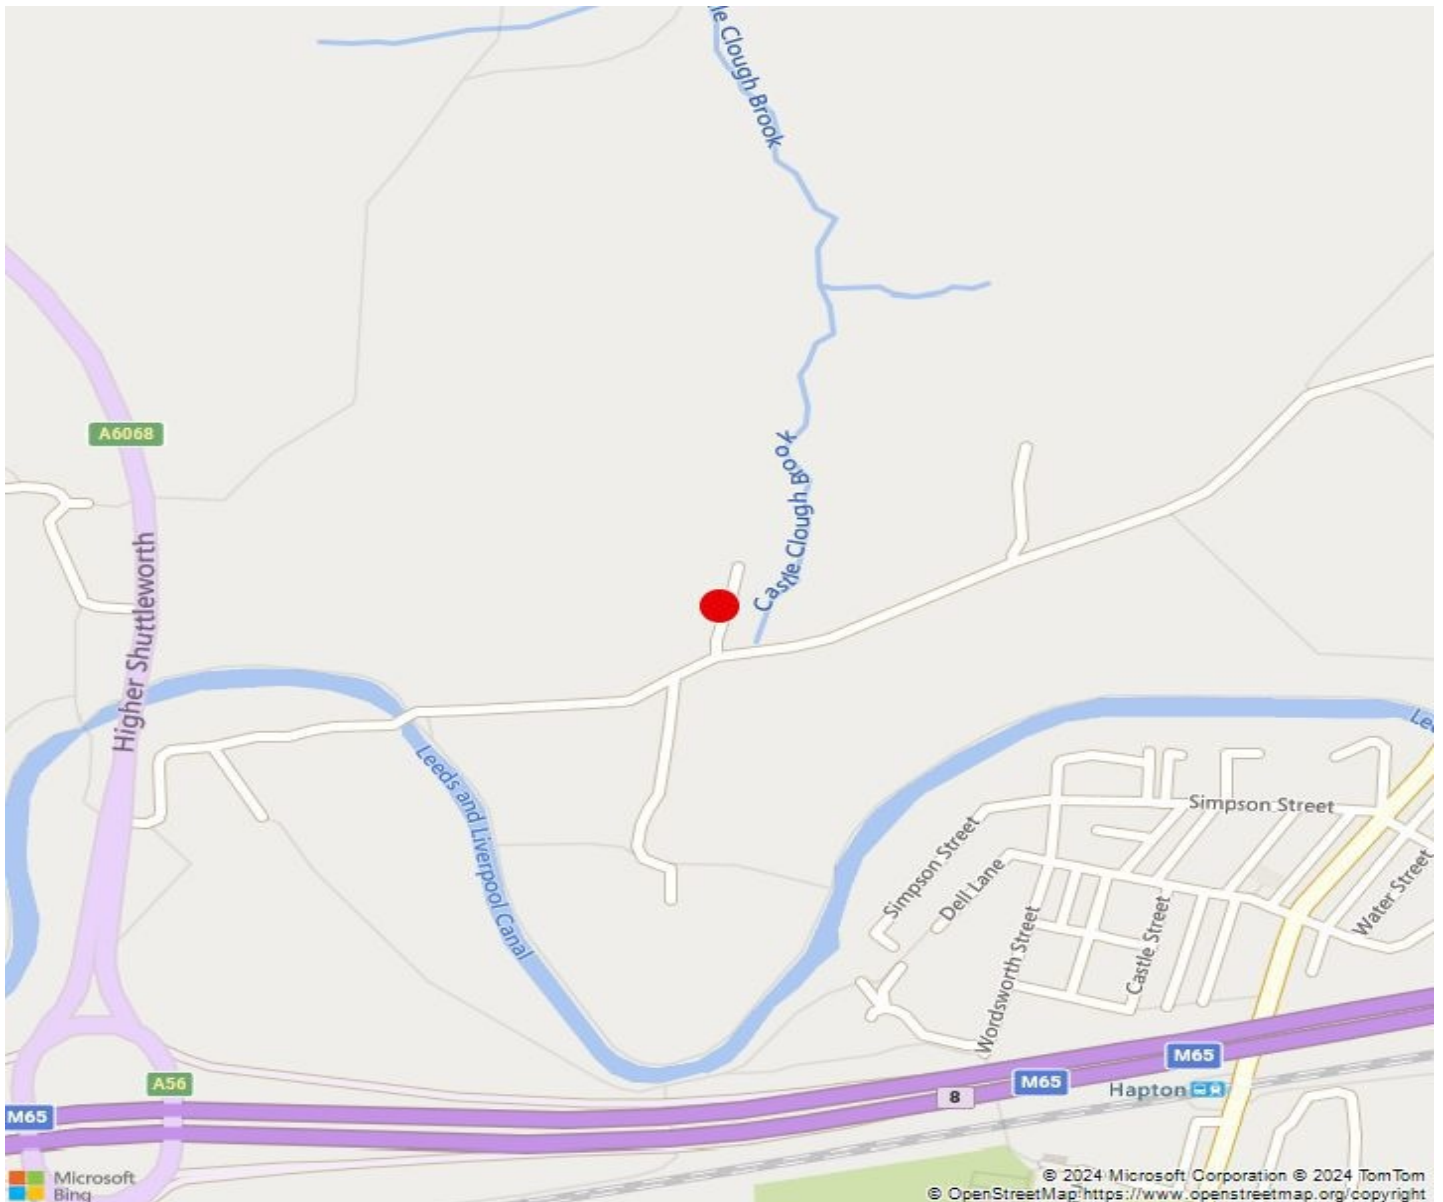 le Clough Brook
A6068
Castle Clough Brook
Higher Shuttleworth
Leeds and Liverpool Canal
Lee
Simpson Street
Simpson Street
Dell Lane
Water Street
Castle Street
Wordsworth Street
M65
M65
A56
Hapton
8
M65
Microsoft
Bing
© 2024 Microsoft Corporation © 2024 TomTom
© OpenStreetMap https://www.openstreetmap.org/copyright